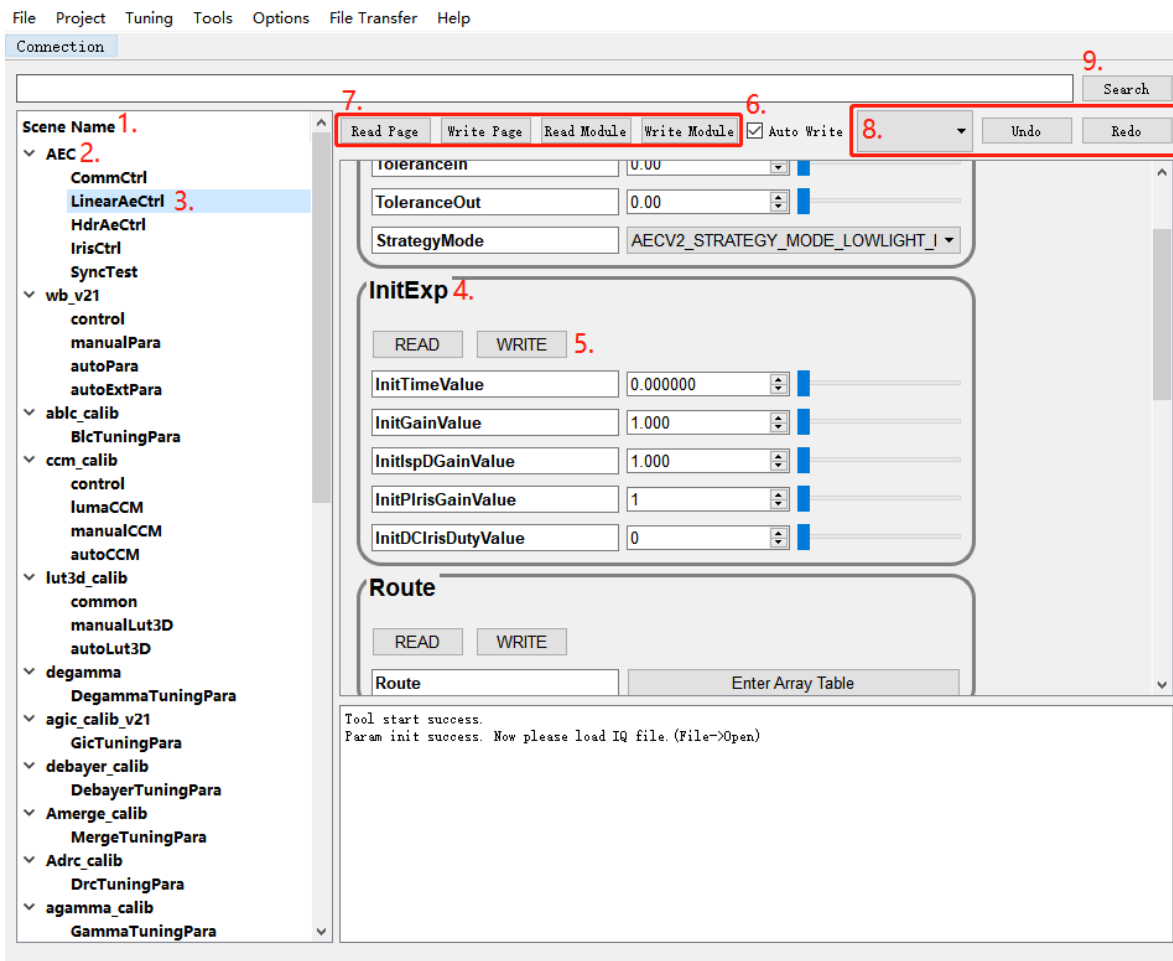 File Project Tuning Tools Options File Transfer Help
Connection
9.
Search
7.
6.
Read Page Write Page Read Module Write Module Auto Write 8. Undo Redo
Scene Name 1.
AEC 2.
CommCtrl
LinearAeCtrl 3.
HdrAeCtrl
IrisCtrl
SyncTest
wb_v21
control
manualPara
autoPara
autoExtPara
ablc_calib
BlcTuningPara
ccm_calib
control
lumaCCM
manualCCM
autoCCM
lut3d_calib
common
manualLut3D
autoLut3D
degamma
DegammaTuningPara
agic_calib_v21
GicTuningPara
debayer_calib
DebayerTuningPara
Amerge_calib
MergeTuningPara
Adrc_calib
DrcTuningPara
agamma_calib
GammaTuningPara
ToleranceIn 0.00
ToleranceOut 0.00
StrategyMode AECV2_STRATEGY_MODE_LOWLIGHT_
InitExp 4.
READ WRITE 5.
InitTimeValue 0.000000
InitGainValue 1.000
InitIspDGainValue 1.000
InitPIrisGainValue 1
InitDCIrisDutyValue 0
Route
READ WRITE
Route Enter Array Table
Tool start success.
Param init success. Now please load IQ file.(File->Open)